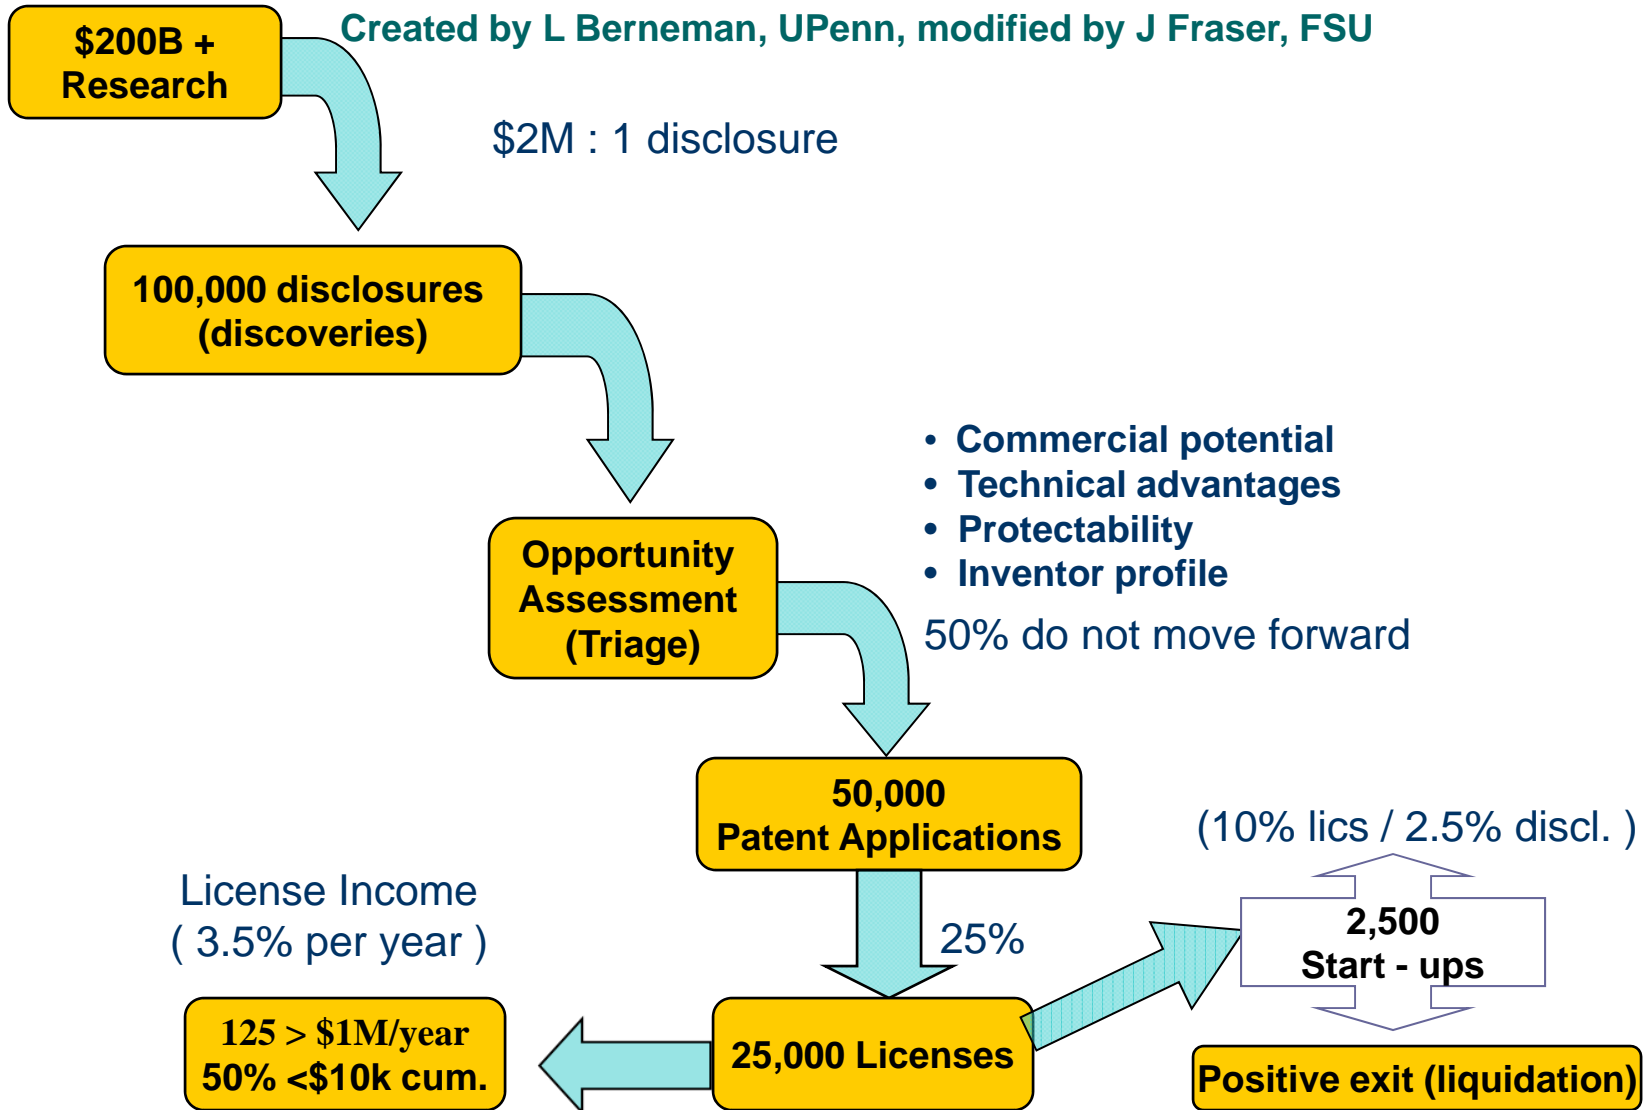 $200B +
Research
Created by L Berneman, UPenn, modified by J Fraser, FSU
$2M : 1 disclosure
100,000 disclosures
(discoveries)
• Commercial potential
• Technical advantages
• Protectability
• Inventor profile
50% do not move forward
Opportunity
Assessment
(Triage)
50,000
Patent Applications
(10% lics / 2.5% discl. )
2,500
Start - ups
License Income
( 3.5% per year )
25%
125 > $1M/year
50% <$10k cum.
25,000 Licenses
Positive exit (liquidation)